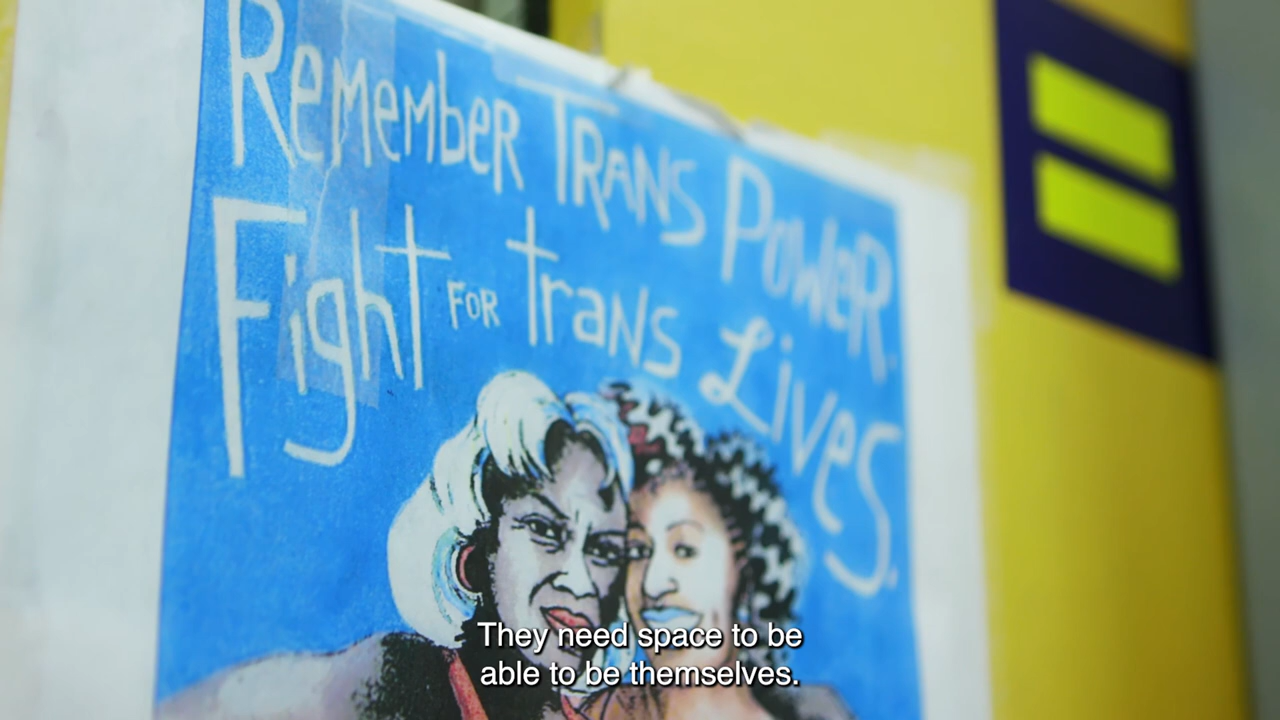 Remember Trans Power.
Fight for Trans Lives.
They need space to be
able to be themselves.